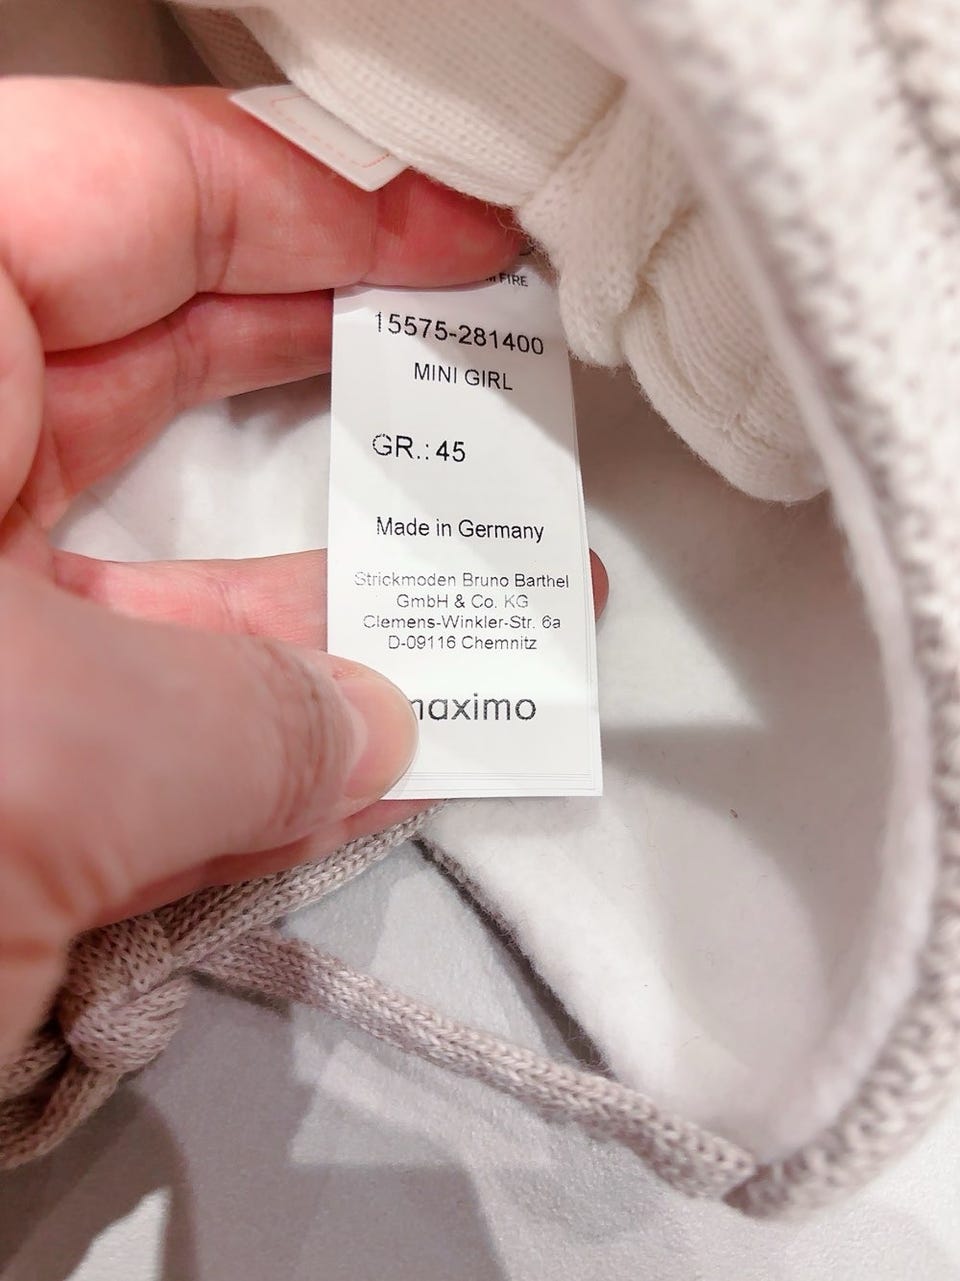 FIRE
15575-281400
MINI GIRL
GR.: 45
Made in Germany
Strickmoden Bruno Barthel
GmbH & Co. KG
Clemens-Winkler-Str. 6a
D-09116 Chemnitz
maximo